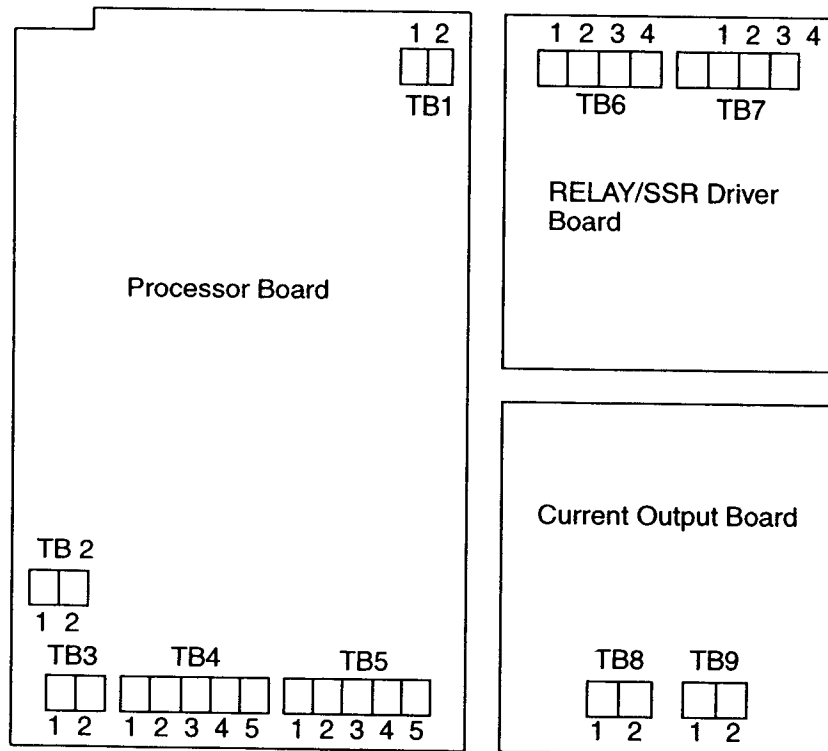 1 2
TB1
Processor Board
TB 2
1 2
TB3 TB4 TB5
1 2 1 2 3 4 5 1 2 3 4 5
1 2 3 4 1 2 3 4
TB6 TB7
RELAY/SSR Driver
Board
Current Output Board
TB8 TB9
1 2 1 2